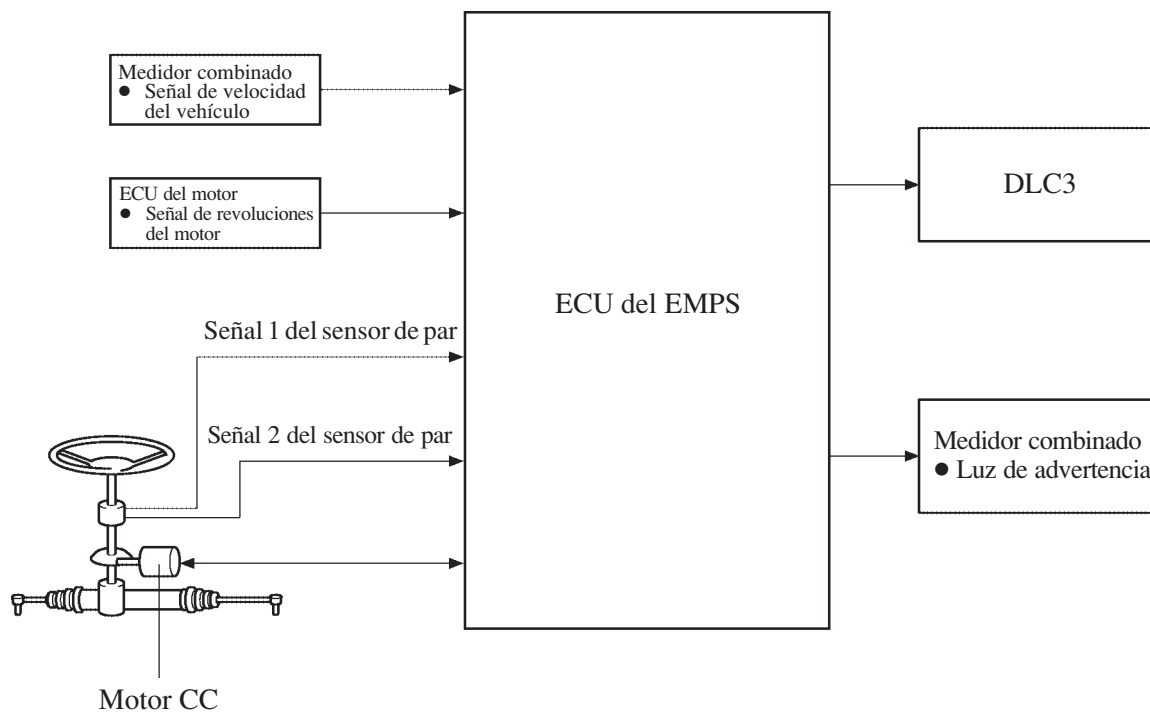 Medidor combinado
● Señal de velocidad
del vehículo
ECU del motor
● Señal de revoluciones
del motor
Señal 1 del sensor de par
Señal 2 del sensor de par
Motor CC
ECU del EMPS
DLC3
Medidor combinado
● Luz de advertencia